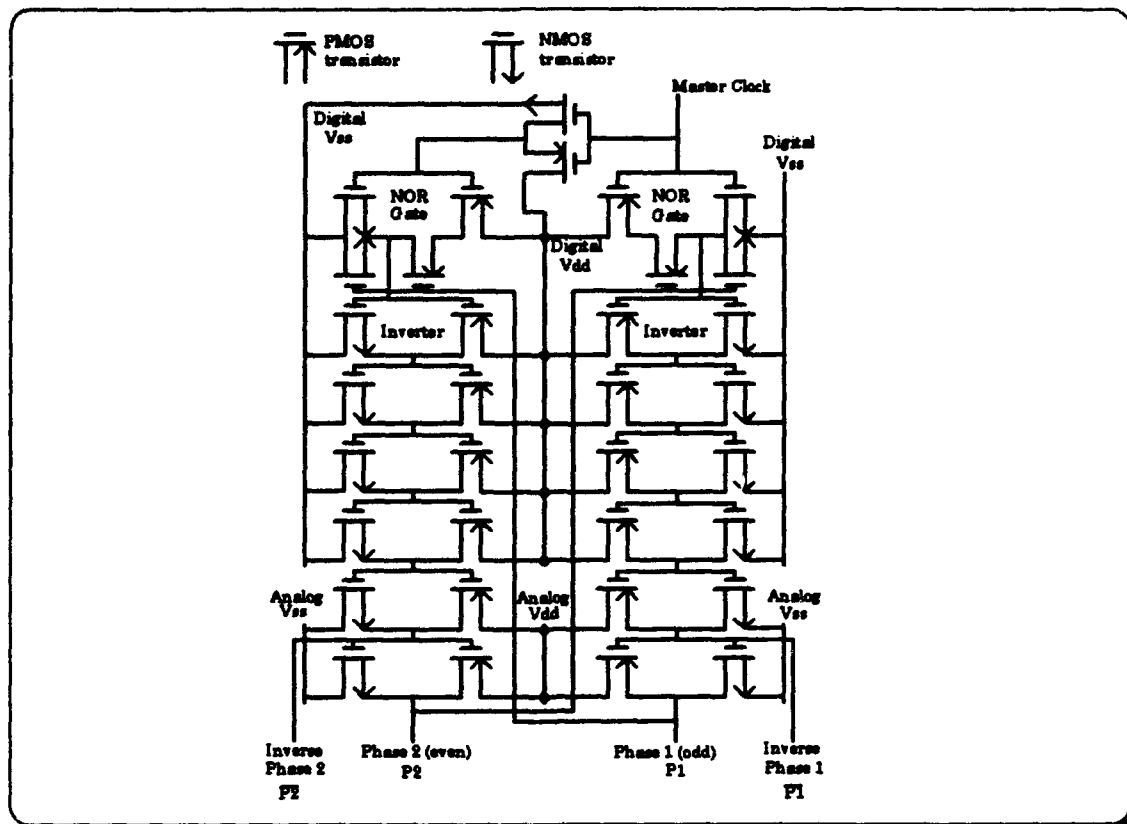 PMOS
transistor
NMOS
transistor
Master Clock
Digital
Vss
Digital
Vss
NOR
Gate
NOR
Gate
Digital
Vdd
Inverter
Inverter
Analog
Vss
Analog
Vdd
Analog
Vss
Inverse
Phase 2
P̅2̅
Phase 2 (even)
P2
Phase 1 (odd)
P1
Inverse
Phase 1
P̅1̅